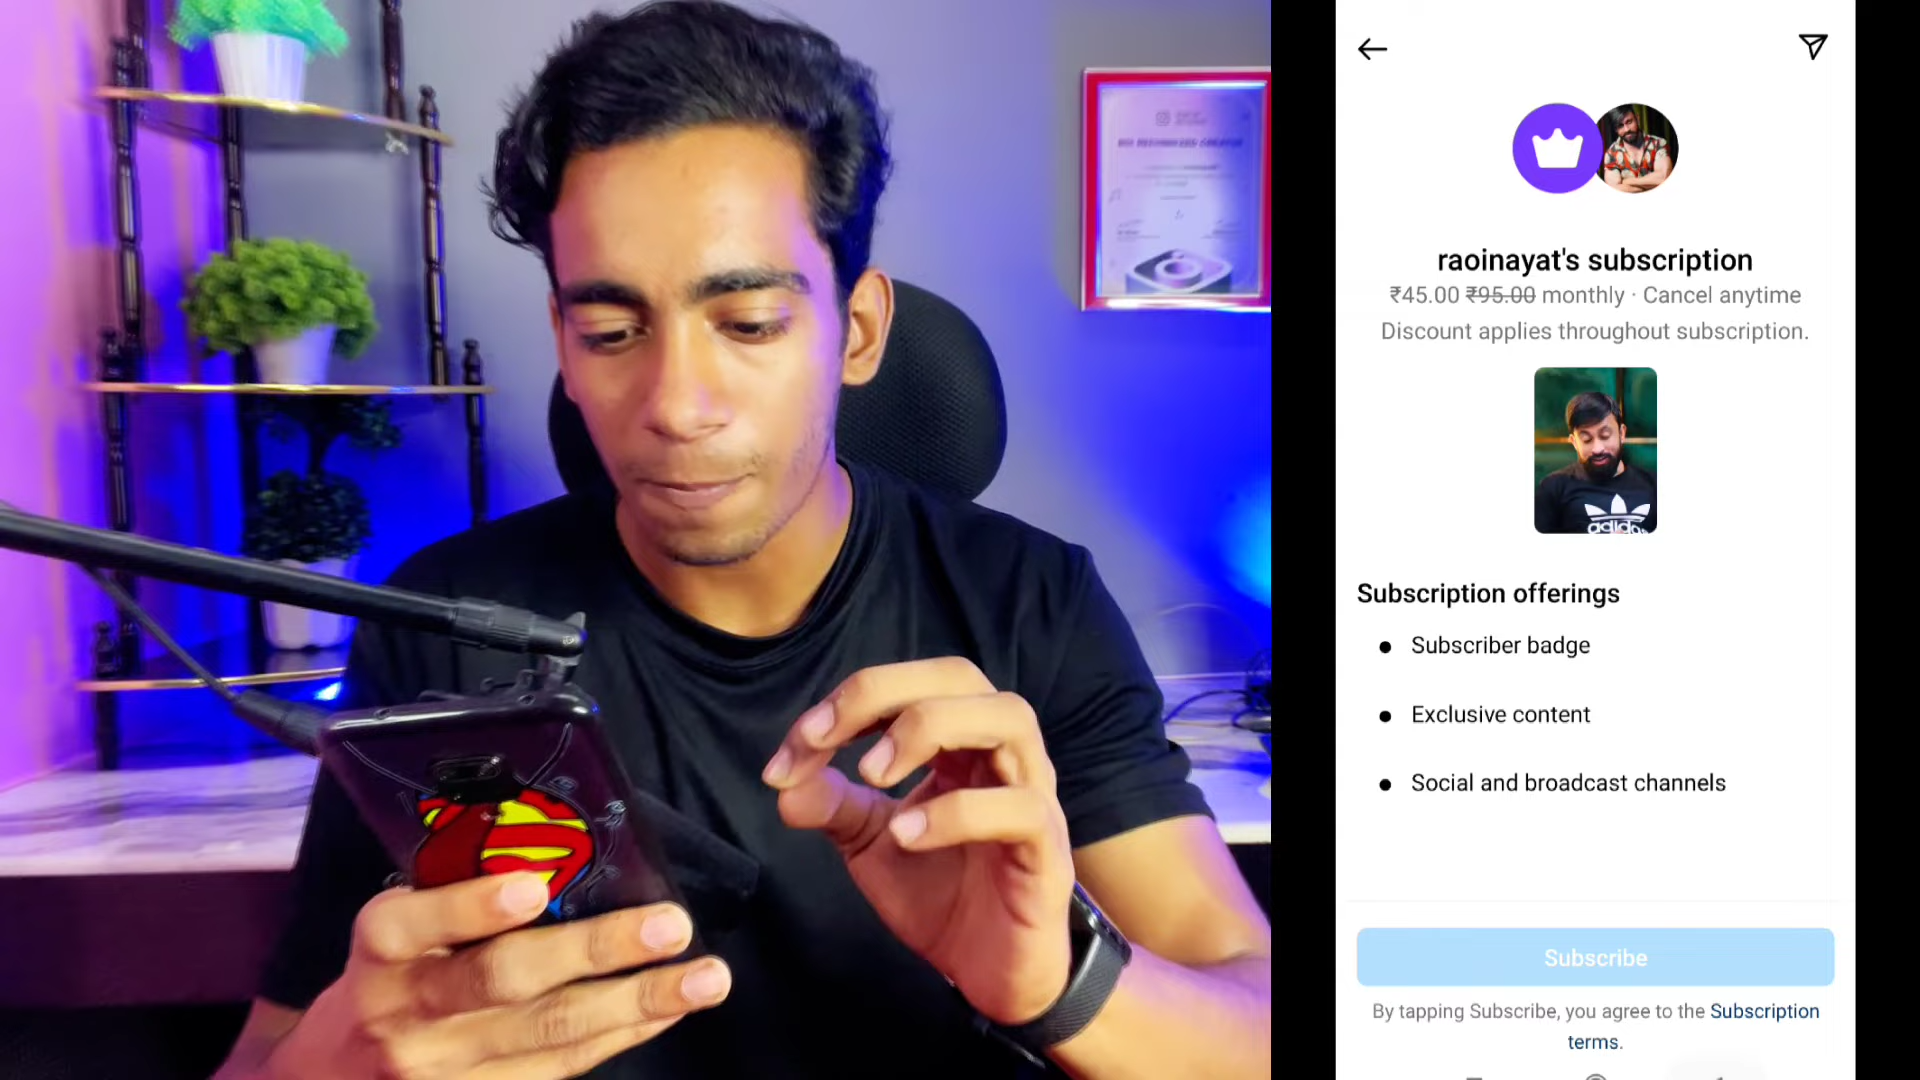 raoinayat's subscription
₹45.00 ₹95.00 monthly · Cancel anytime
Discount applies throughout subscription.
adidas
Subscription offerings
● Subscriber badge
● Exclusive content
● Social and broadcast channels
Subscribe
By tapping Subscribe, you agree to the Subscription
terms.